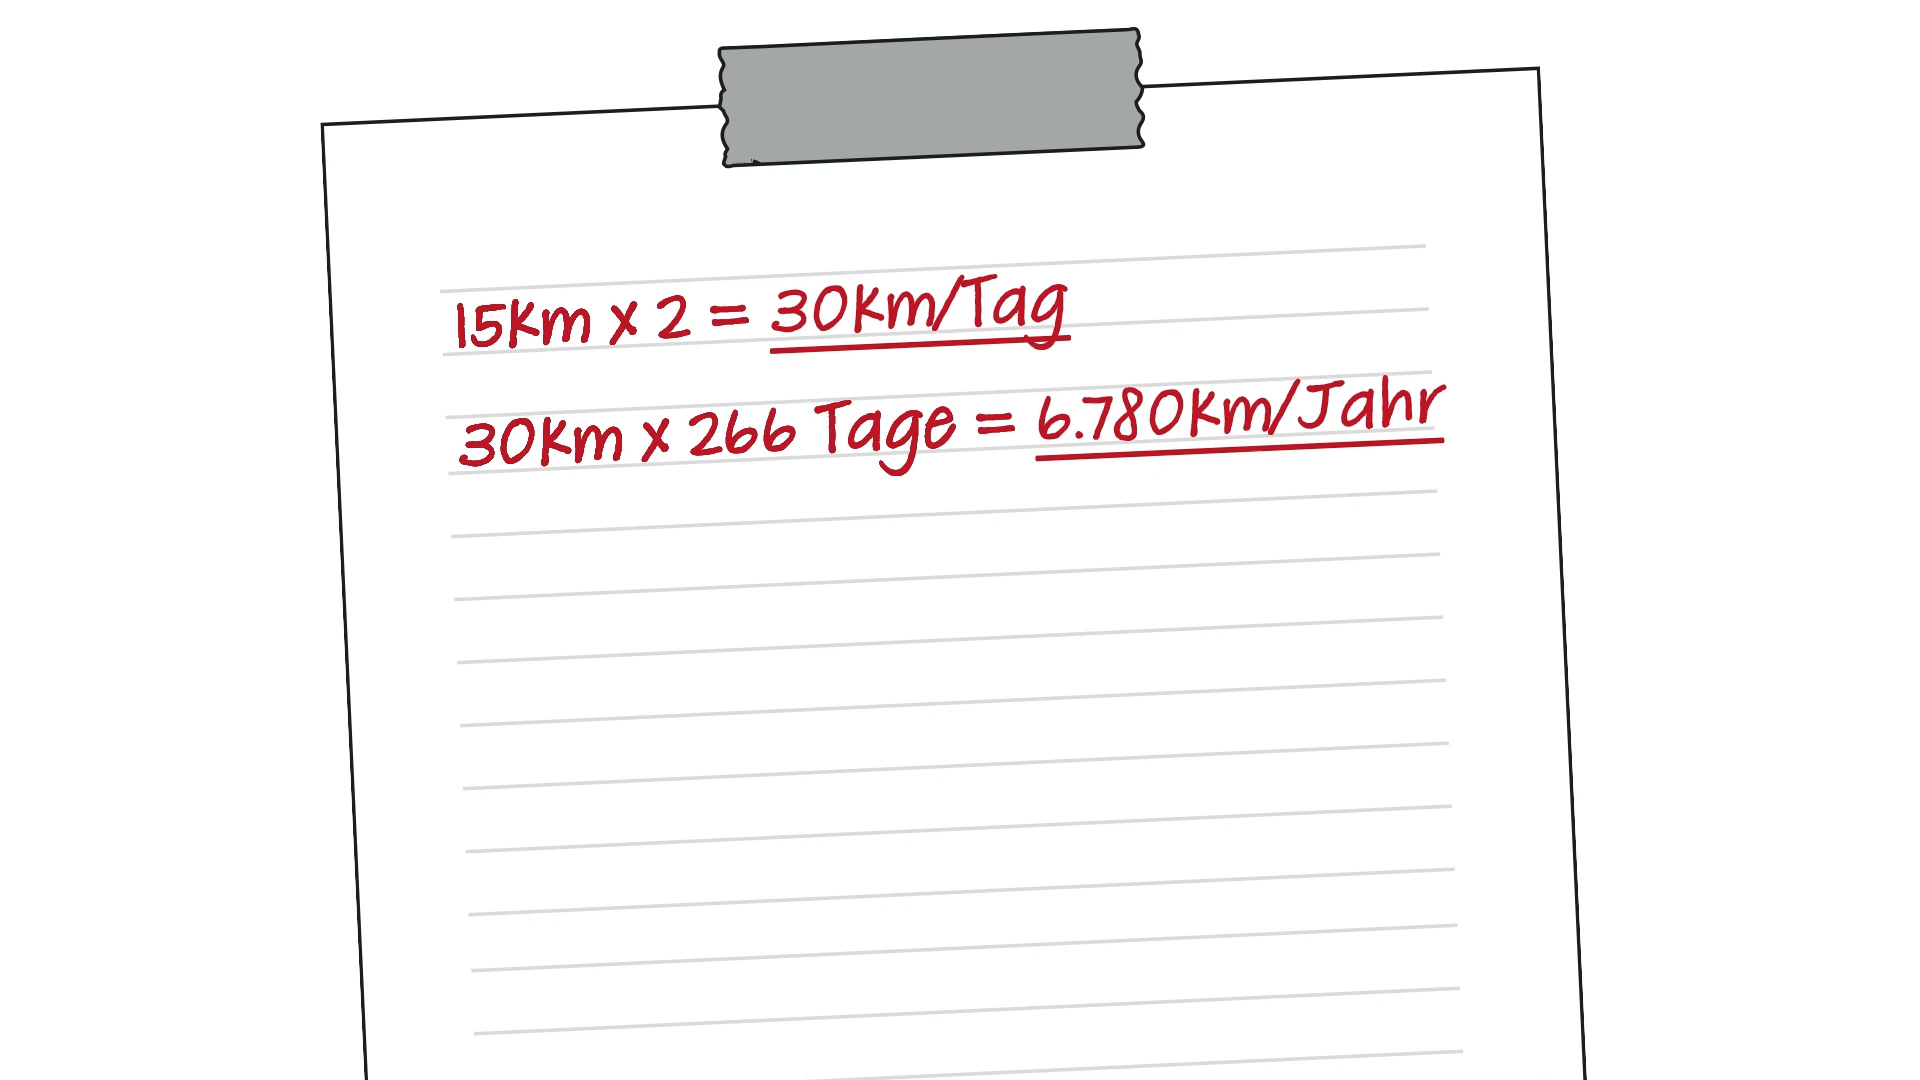 15Km x 2 = 30Km/Tag
30Km x 266 Tage = 6.780Km/Jahr